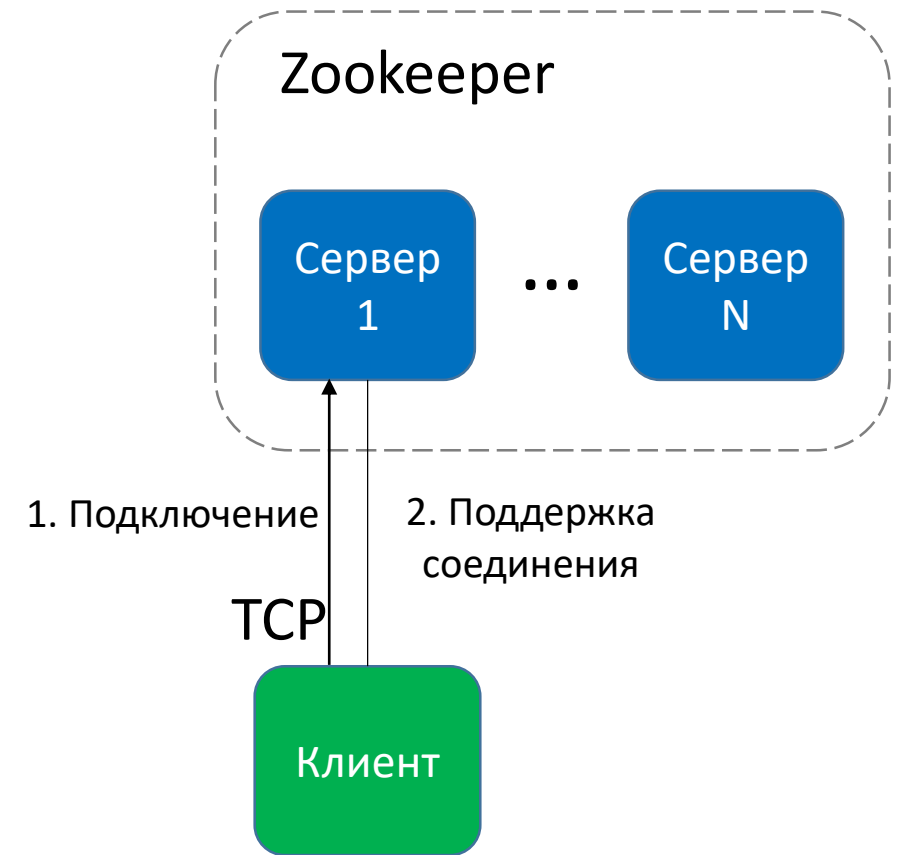 Zookeeper
Сервер
1
...
Сервер
N
1. Подключение
2. Поддержка
соединения
TCP
Клиент